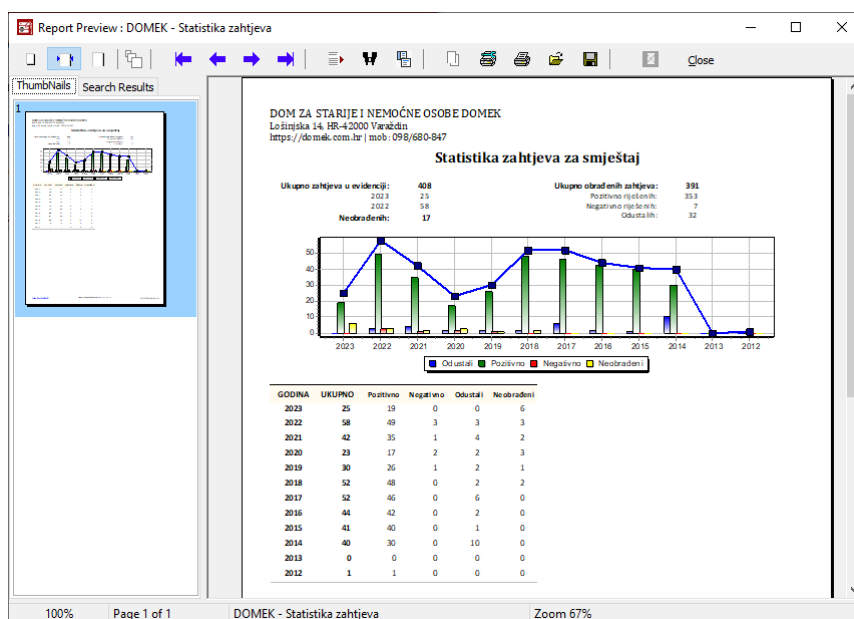 Report Preview : DOMEK - Statistika zahtjeva
Close
ThumbNails Search Results
1
DOM ZA STARIJE I NEMOĆNE OSOBE DOMEK
Lošinjska 14, HR-42000 Varaždin
https://domek.com.hr | mob: 098/680-847
Statistika zahtjeva za smještaj
Ukupno zahtjeva u evidenciji: 408 Ukupno obrađenih zahtjeva: 391
2023 25 Pozitivno riješenih: 353
2022 58 Negativno riješenih: 7
Neobrađenih: 17 Odustalih: 32
50
40
30
20
10
0
2023 2022 2021 2020 2019 2018 2017 2016 2015 2014 2013 2012
Odustali Pozitivno Negativno Neobrađeni
GODINA UKUPNO Pozitivno Negativno Odustali Neobrađeni
2023 25 19 0 0 6
2022 58 49 3 3 3
2021 42 35 1 4 2
2020 23 17 2 2 3
2019 30 26 1 2 1
2018 52 48 0 2 2
2017 52 46 0 6 0
2016 44 42 0 2 0
2015 41 40 0 1 0
2014 40 30 0 10 0
2013 0 0 0 0 0
2012 1 1 0 0 0
100% Page 1 of 1 DOMEK - Statistika zahtjeva Zoom 67%